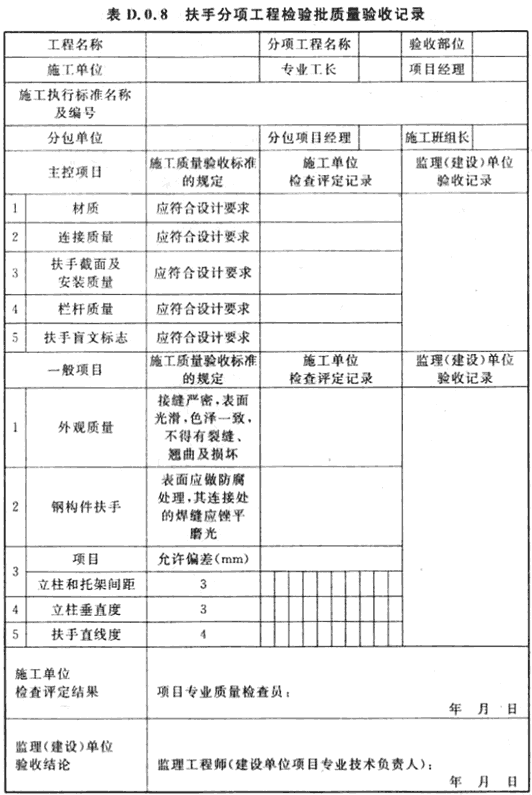 表 D.0.8 扶手分项工程检验批质量验收记录
工程名称 分项工程名称 验收部位
施工单位 专业工长 项目经理
施工执行标准名称
及编号
分包单位 分包项目经理 施工班组长
主控项目 施工质量验收标准 施工单位 监理(建设)单位
的规定 检查评定记录 验收记录
1 材质 应符合设计要求
2 连接质量 应符合设计要求
3 扶手截面及
安装质量 应符合设计要求
4 栏杆质量 应符合设计要求
5 扶手盲文标志 应符合设计要求
一般项目 施工质量验收标准 施工单位 监理(建设)单位
的规定 检查评定记录 验收记录
1 外观质量 接缝严密,表面
光滑,色泽一致,
不得有裂缝、
翘曲及损坏
2 钢构件扶手 表面应做防腐
处理,其连接处
的焊缝应锉平
磨光
3 项目 允许偏差(mm)
立柱和托架间距 3
4 立柱垂直度 3
5 扶手直线度 4
施工单位
检查评定结果 项目专业质量检查员:
年 月 日
监理(建设)单位
验收结论 监理工程师(建设单位项目专业技术负责人):
年 月 日